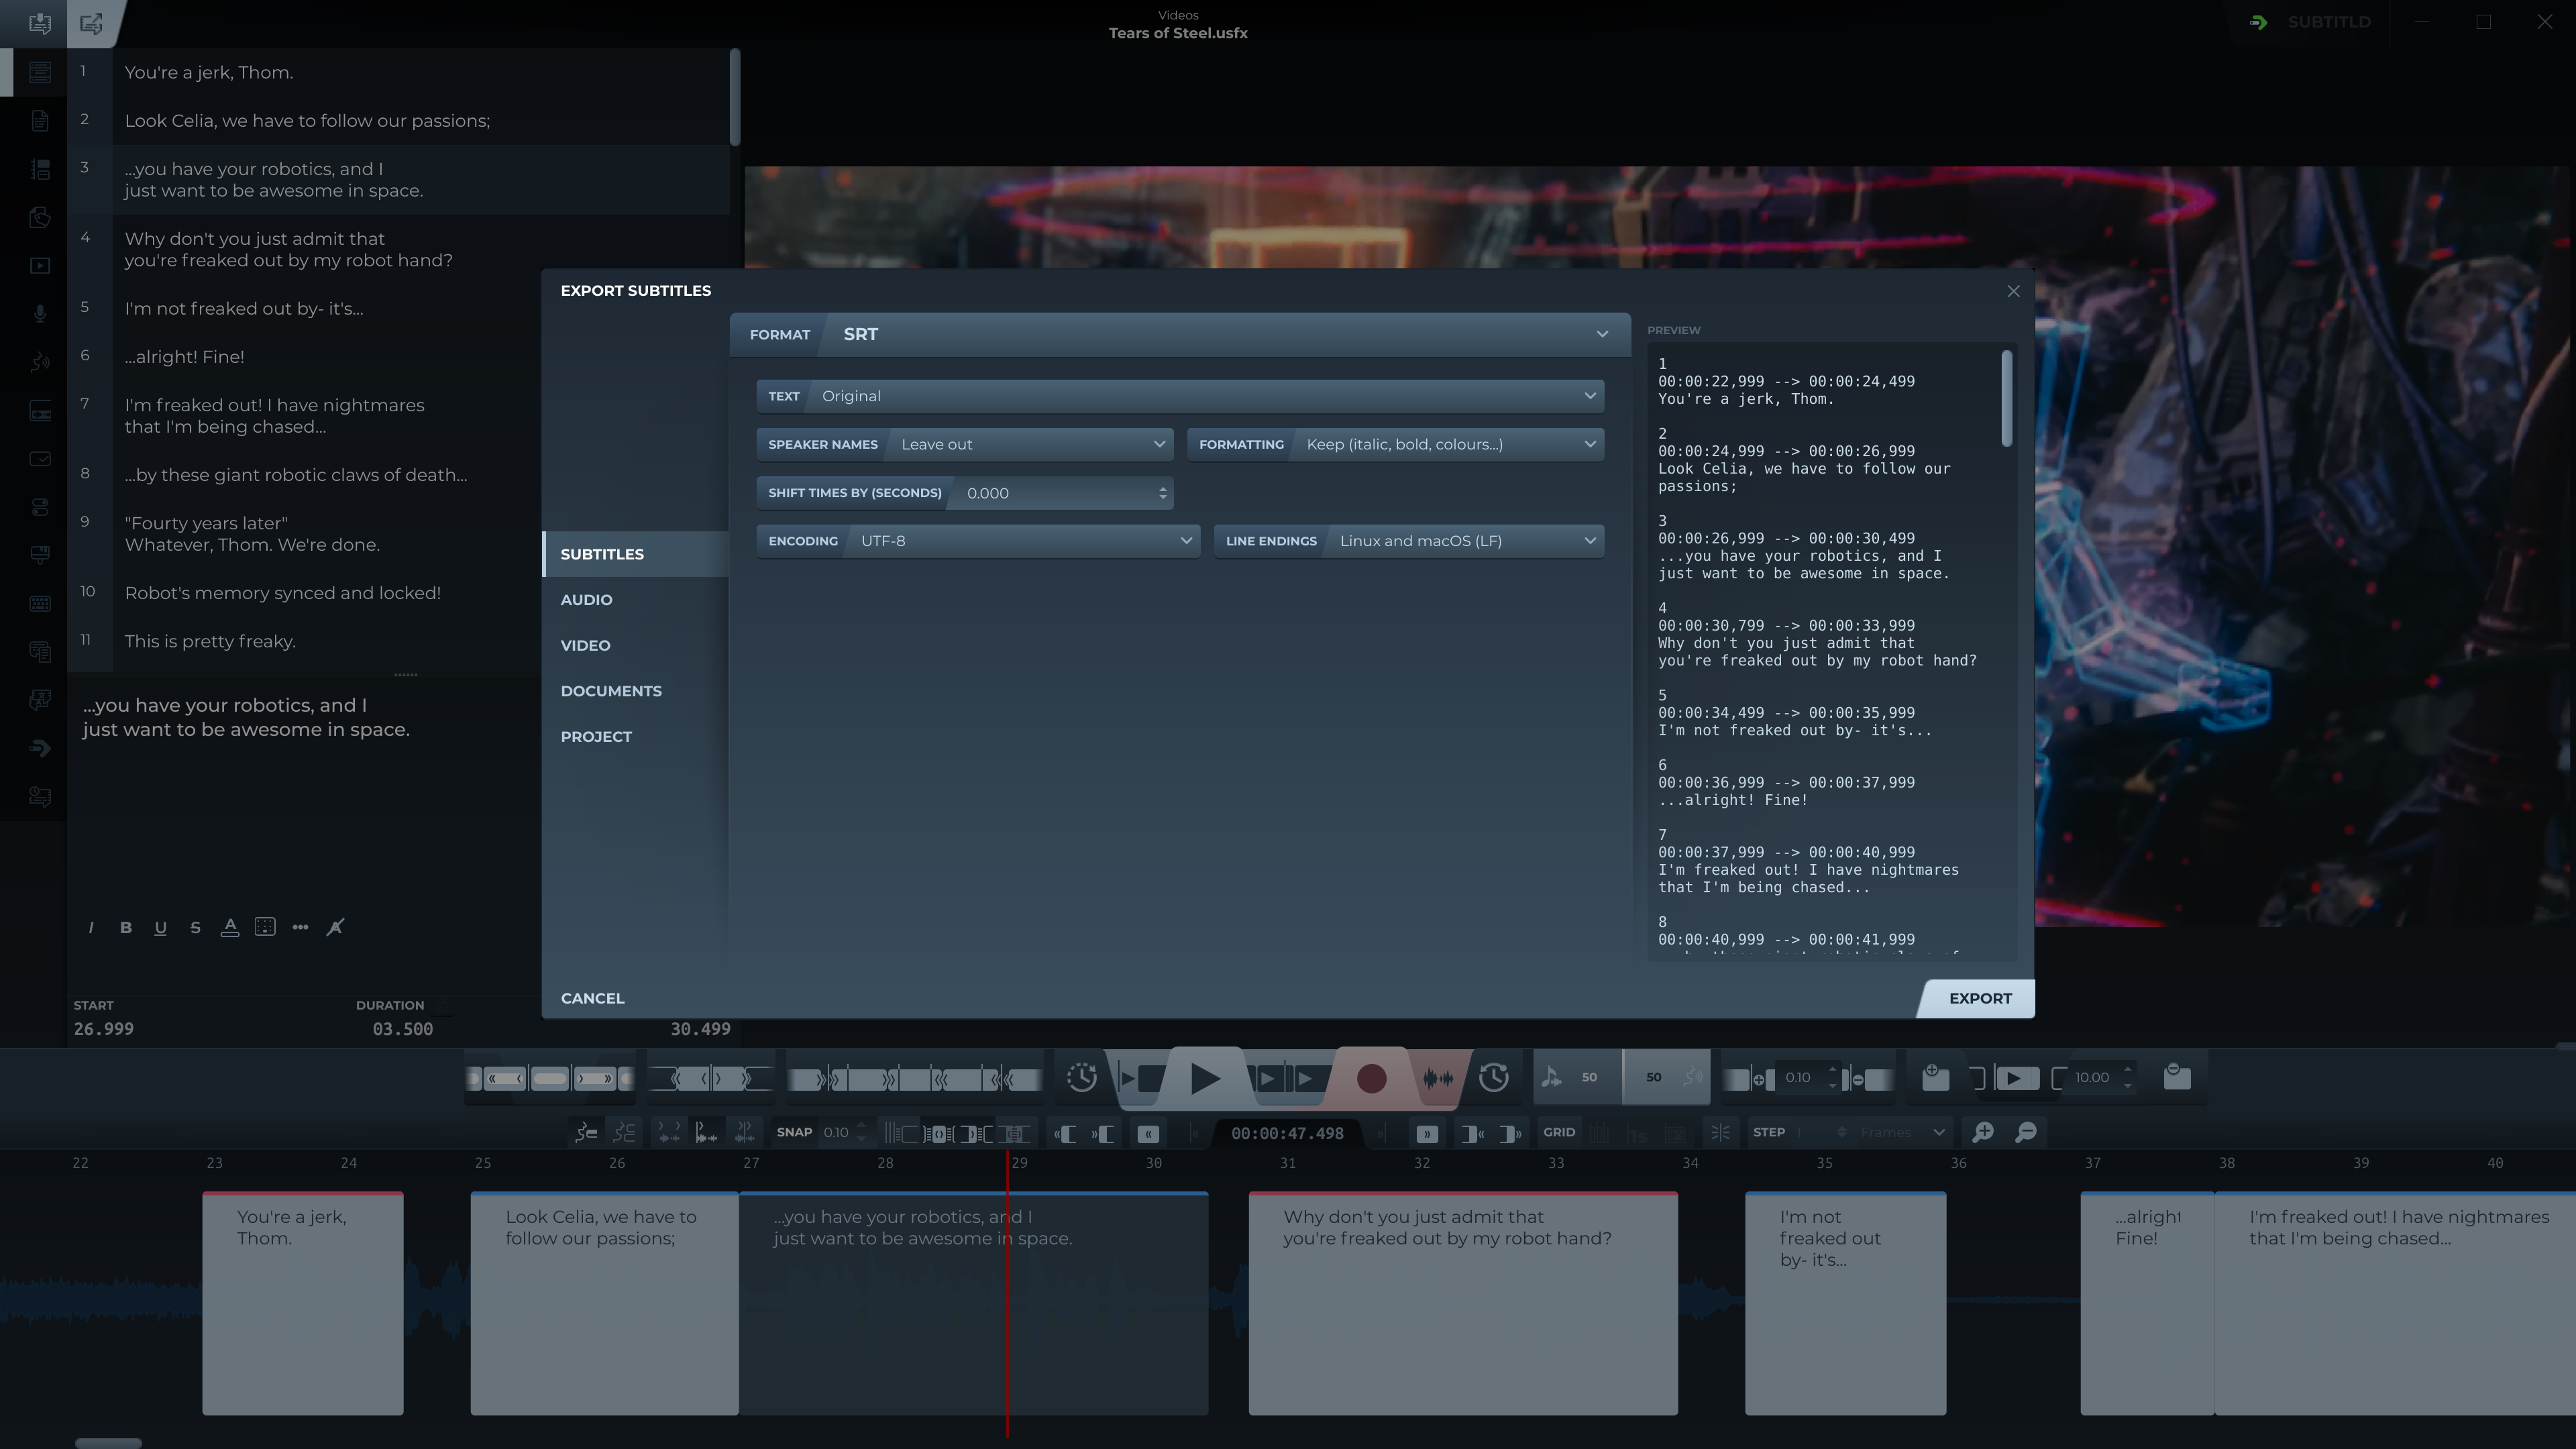 Videos
Tears of Steel.usfx
SUBTITLD
1
You're a jerk, Thom.
2
Look Celia, we have to follow our passions;
3
...you have your robotics, and I
just want to be awesome in space.
4
Why don't you just admit that
you're freaked out by my robot hand?
5
I'm not freaked out by- it's...
6
...alright! Fine!
7
I'm freaked out! I have nightmares
that I'm being chased...
8
...by these giant robotic claws of death...
9
"Fourty years later"
Whatever, Thom. We're done.
10
Robot's memory synced and locked!
11
This is pretty freaky.
...you have your robotics, and I
just want to be awesome in space.
I B U S A
START
26.999
DURATION
03.500
30.499
EXPORT SUBTITLES
SUBTITLES
AUDIO
VIDEO
DOCUMENTS
PROJECT
FORMAT SRT
TEXT Original
SPEAKER NAMES Leave out
FORMATTING Keep (italic, bold, colours...)
SHIFT TIMES BY (SECONDS) 0.000
ENCODING UTF-8
LINE ENDINGS Linux and macOS (LF)
PREVIEW
1
00:00:22,999 --> 00:00:24,499
You're a jerk, Thom.
2
00:00:24,999 --> 00:00:26,999
Look Celia, we have to follow our
passions;
3
00:00:26,999 --> 00:00:30,499
...you have your robotics, and I
just want to be awesome in space.
4
00:00:30,799 --> 00:00:33,999
Why don't you just admit that
you're freaked out by my robot hand?
5
00:00:34,499 --> 00:00:35,999
I'm not freaked out by- it's...
6
00:00:36,999 --> 00:00:37,999
...alright! Fine!
7
00:00:37,999 --> 00:00:40,999
I'm freaked out! I have nightmares
that I'm being chased...
8
00:00:40,999 --> 00:00:41,999
CANCEL
EXPORT
50
50
0.10
10.00
SNAP 0.10
00:00:47.498
GRID
STEP 1 Frames
22 23 24 25 26 27 28 29 30 31 32 33 34 35 36 37 38 39 40
You're a jerk,
Thom.
Look Celia, we have to
follow our passions;
...you have your robotics, and I
just want to be awesome in space.
Why don't you just admit that
you're freaked out by my robot hand?
I'm not
freaked out
by- it's...
...alright
Fine!
I'm freaked out! I have nightmares
that I'm being chased...